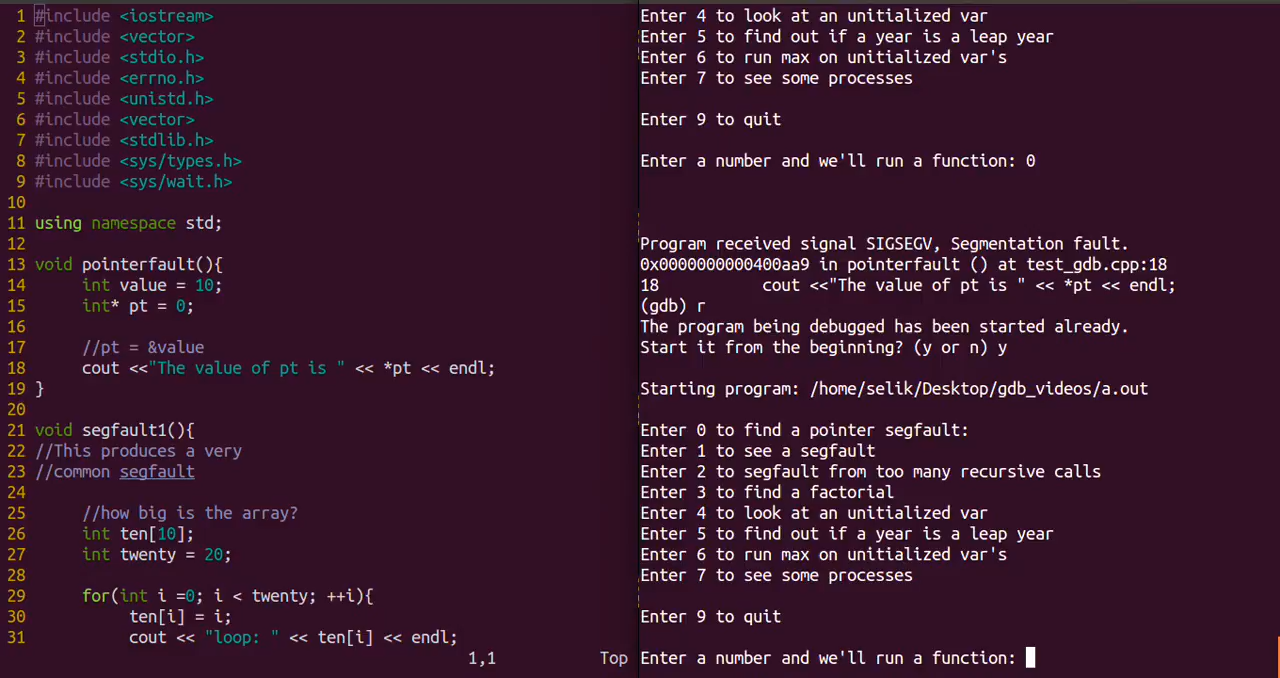 1 #include <iostream>
2 #include <vector>
3 #include <stdio.h>
4 #include <errno.h>
5 #include <unistd.h>
6 #include <vector>
7 #include <stdlib.h>
8 #include <sys/types.h>
9 #include <sys/wait.h>
10
11 using namespace std;
12
13 void pointerfault(){
14 int value = 10;
15 int* pt = 0;
16
17 //pt = &value
18 cout <<"The value of pt is " << *pt << endl;
19 }
20
21 void segfault1(){
22 //This produces a very
23 //common segfault
24
25 //how big is the array?
26 int ten[10];
27 int twenty = 20;
28
29 for(int i =0; i < twenty; ++i){
30 ten[i] = i;
31 cout << "loop: " << ten[i] << endl;
1,1 Top
Enter 4 to look at an unitialized var
Enter 5 to find out if a year is a leap year
Enter 6 to run max on unitialized var's
Enter 7 to see some processes
Enter 9 to quit
Enter a number and we'll run a function: 0
Program received signal SIGSEGV, Segmentation fault.
0x0000000000400aa9 in pointerfault () at test_gdb.cpp:18
18 cout <<"The value of pt is " << *pt << endl;
(gdb) r
The program being debugged has been started already.
Start it from the beginning? (y or n) y
Starting program: /home/selik/Desktop/gdb_videos/a.out
Enter 0 to find a pointer segfault:
Enter 1 to see a segfault
Enter 2 to segfault from too many recursive calls
Enter 3 to find a factorial
Enter 4 to look at an unitialized var
Enter 5 to find out if a year is a leap year
Enter 6 to run max on unitialized var's
Enter 7 to see some processes
Enter 9 to quit
Enter a number and we'll run a function: